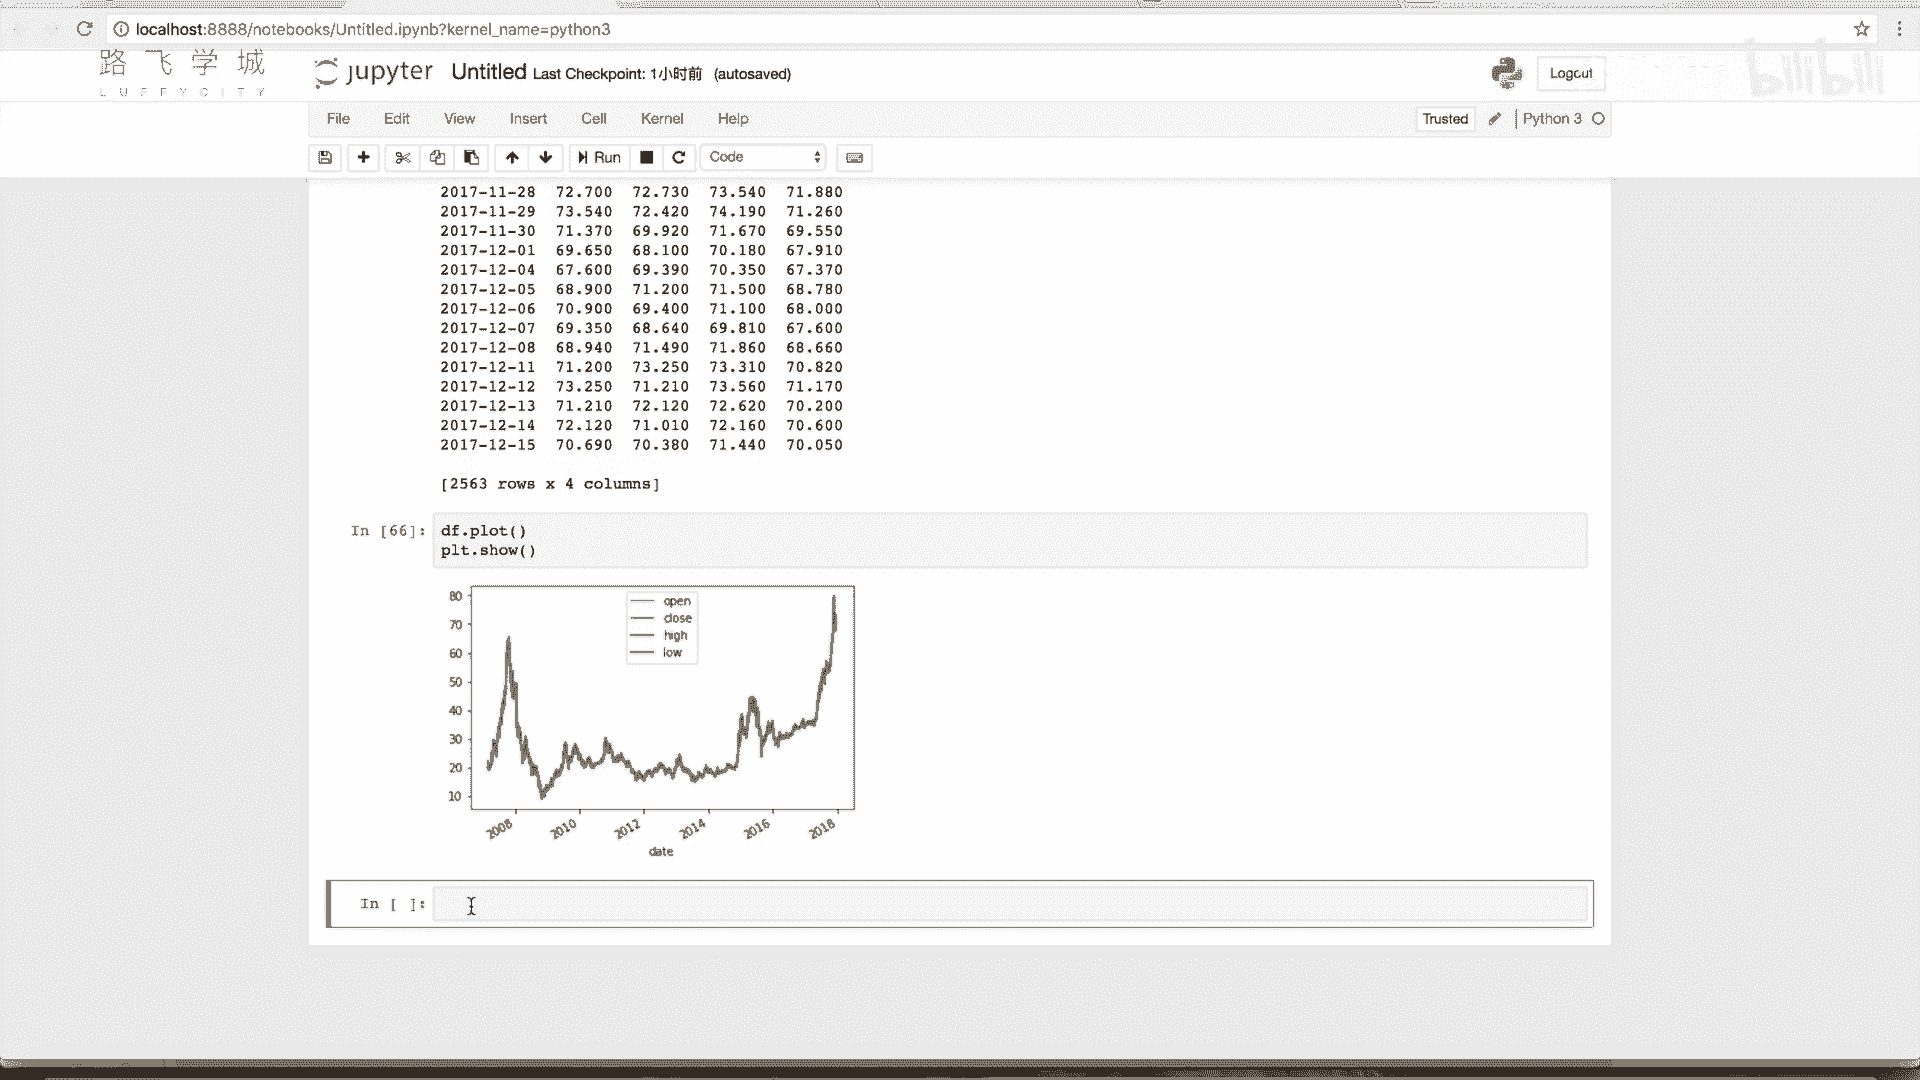 localhost:8888/notebooks/Untitled.ipynb?kernel_name=python3
路飞学城
LUFFYCITY
jupyter Untitled Last Checkpoint: 1小时前 (autosaved)
Logout
bilibili
File Edit View Insert Cell Kernel Help
Trusted Python 3
Run Code
2017-11-28 72.700 72.730 73.540 71.880
2017-11-29 73.540 72.420 74.190 71.260
2017-11-30 71.370 69.920 71.670 69.550
2017-12-01 69.650 68.100 70.180 67.910
2017-12-04 67.600 69.390 70.350 67.370
2017-12-05 68.900 71.200 71.500 68.780
2017-12-06 70.900 69.400 71.100 68.000
2017-12-07 69.350 68.640 69.810 67.600
2017-12-08 68.940 71.490 71.860 68.660
2017-12-11 71.200 73.250 73.310 70.820
2017-12-12 73.250 71.210 73.560 71.170
2017-12-13 71.210 72.120 72.620 70.200
2017-12-14 72.120 71.010 72.160 70.600
2017-12-15 70.690 70.380 71.440 70.050
[2563 rows x 4 columns]
In [66]: df.plot()
plt.show()
80
70
60
50
40
30
20
10
open
close
high
low
2008 2010 2012 2014 2016 2018
date
In [ ]: